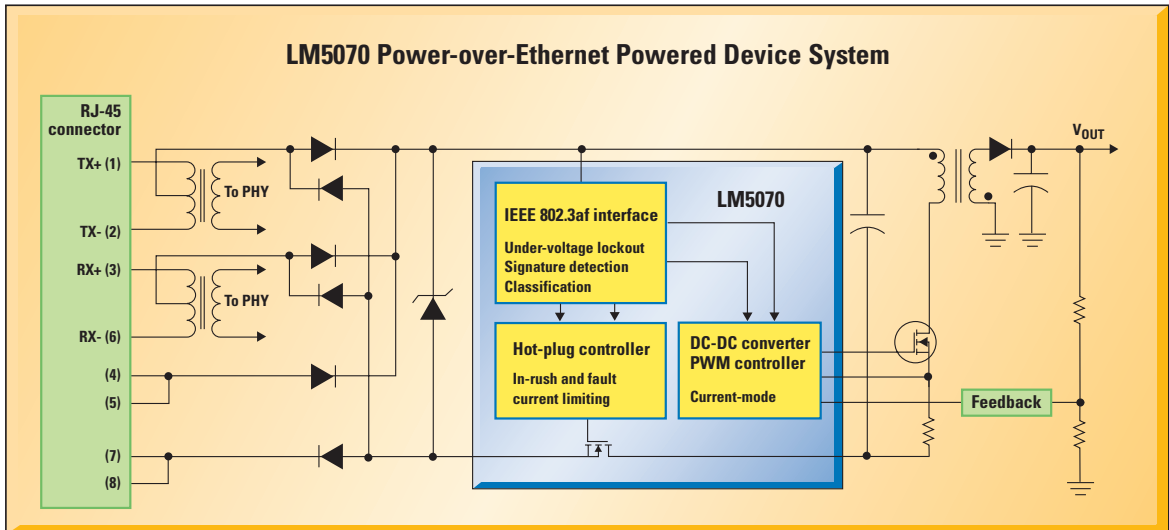 LM5070 Power-over-Ethernet Powered Device System
RJ-45
connector
TX+ (1)
To PHY
TX- (2)
RX+ (3)
To PHY
RX- (6)
(4)
(5)
(7)
(8)
LM5070
IEEE 802.3af interface
Under-voltage lockout
Signature detection
Classification
Hot-plug controller
In-rush and fault
current limiting
DC-DC converter
PWM controller
Current-mode
VOUT
Feedback